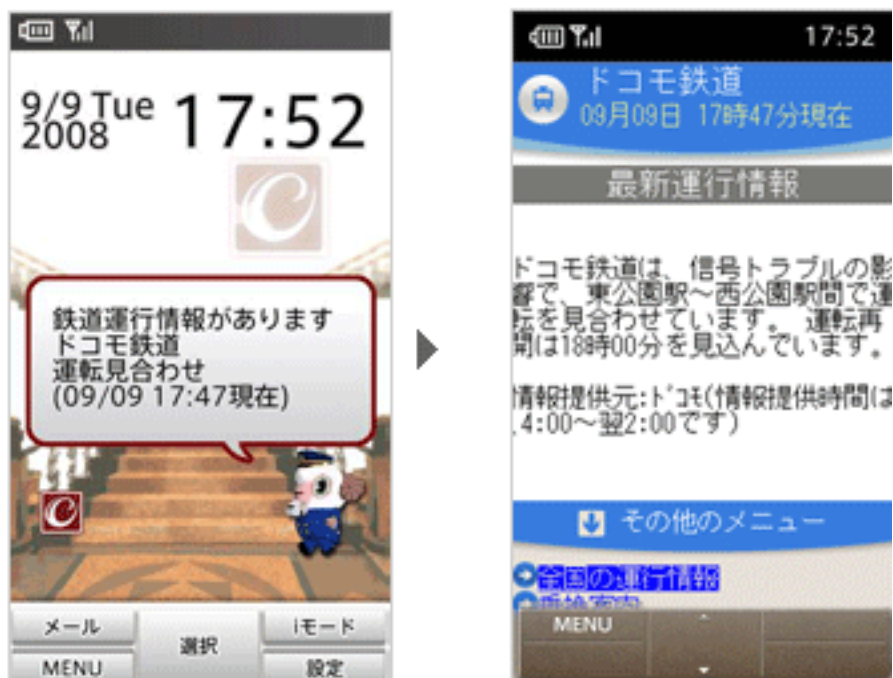 9/9 Tue
2008
17:52
鉄道運行情報があります
ドコモ鉄道
運転見合わせ
(09/09 17:47現在)
メール
選択
iモード
MENU
設定
17:52
ドコモ鉄道
09月09日 17時47分現在
最新運行情報
ドコモ鉄道は、信号トラブルの影
響で、東公園駅～西公園駅間で運
転を見合わせています。 運転再
開は18時00分を見込んでいます。
情報提供元:ﾄﾞｺﾓ(情報提供時間は
4:00～翌2:00です)
その他のメニュー
全国の運行情報
乗換案内
MENU